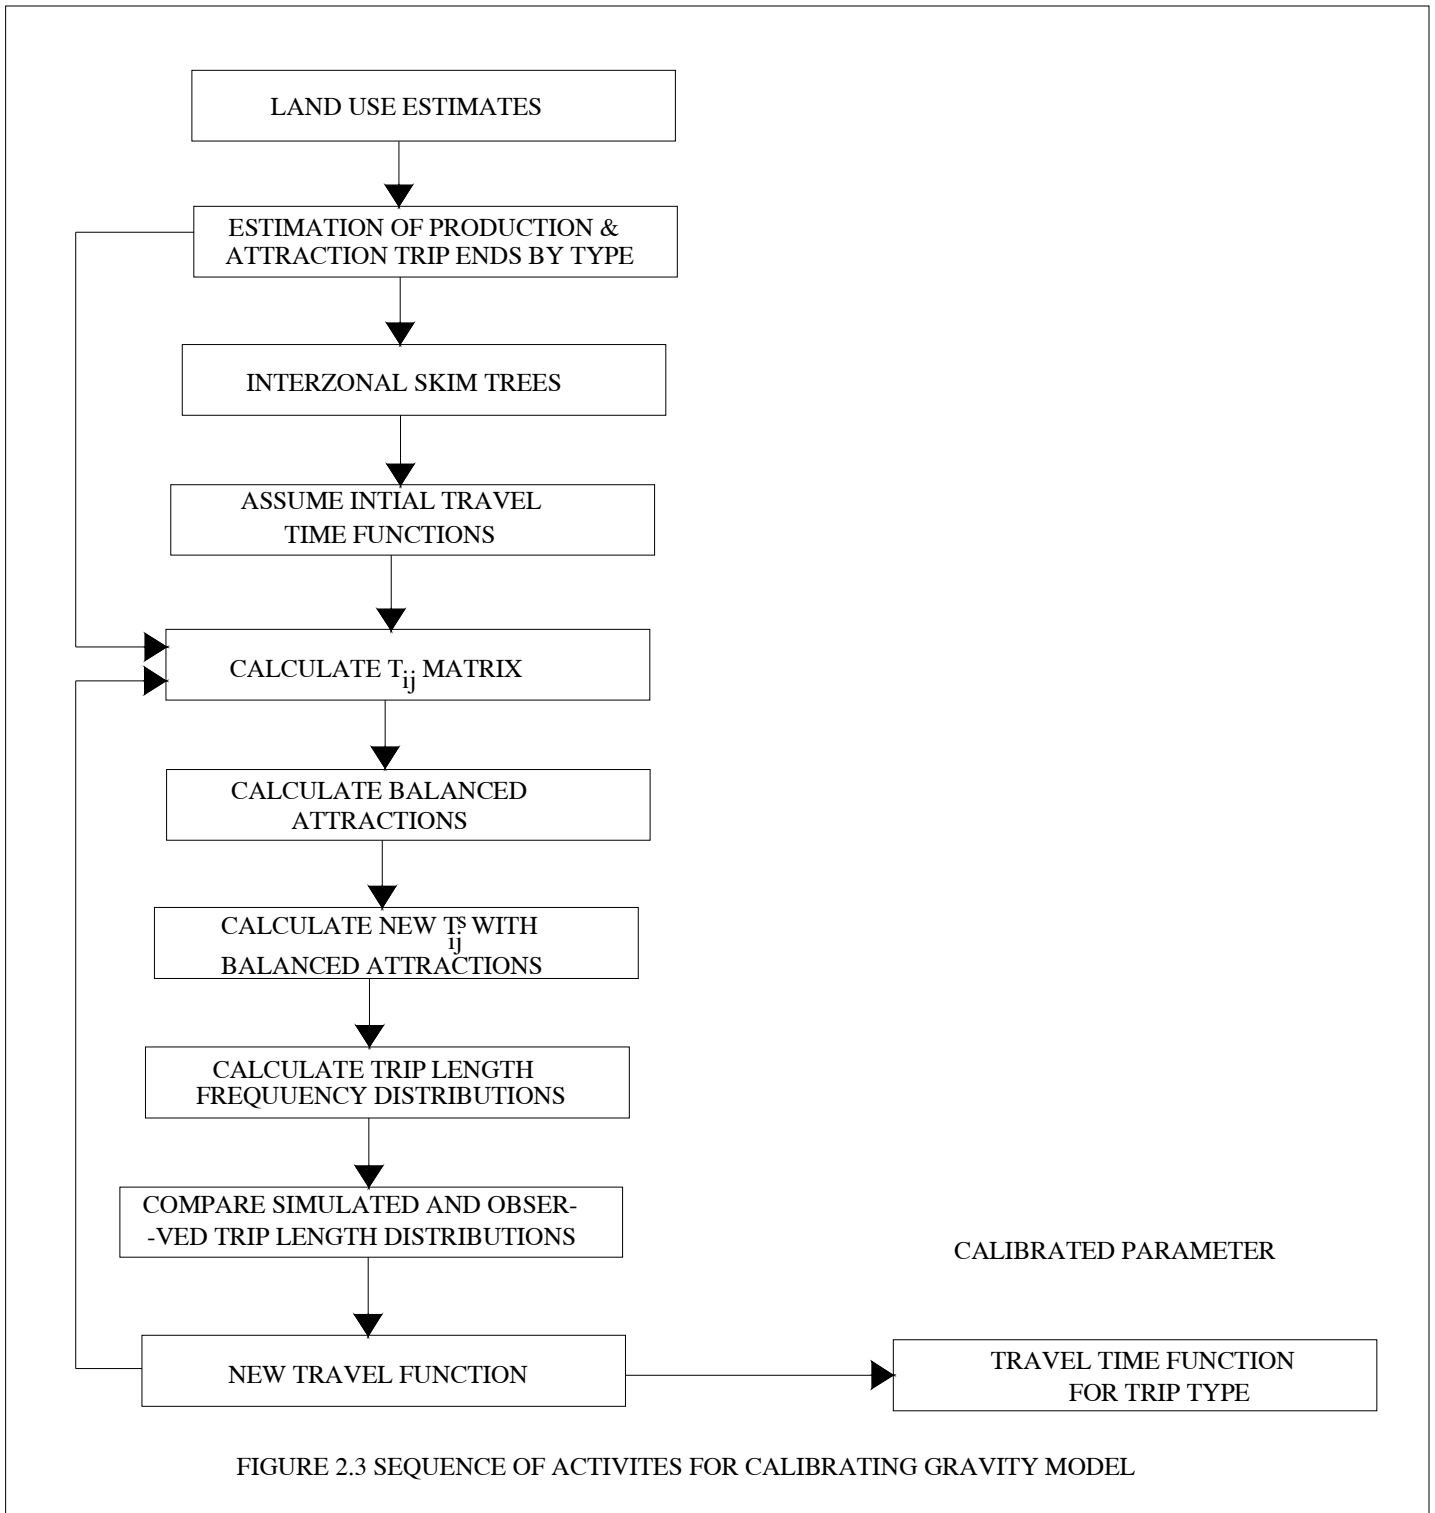 LAND USE ESTIMATES
ESTIMATION OF PRODUCTION &
ATTRACTION TRIP ENDS BY TYPE
INTERZONAL SKIM TREES
ASSUME INTIAL TRAVEL
TIME FUNCTIONS
CALCULATE Tij MATRIX
CALCULATE BALANCED
ATTRACTIONS
CALCULATE NEW Tijs WITH
BALANCED ATTRACTIONS
CALCULATE TRIP LENGTH
FREQUUENCY DISTRIBUTIONS
COMPARE SIMULATED AND OBSER-
-VED TRIP LENGTH DISTRIBUTIONS
CALIBRATED PARAMETER
NEW TRAVEL FUNCTION
TRAVEL TIME FUNCTION
FOR TRIP TYPE
FIGURE 2.3 SEQUENCE OF ACTIVITES FOR CALIBRATING GRAVITY MODEL